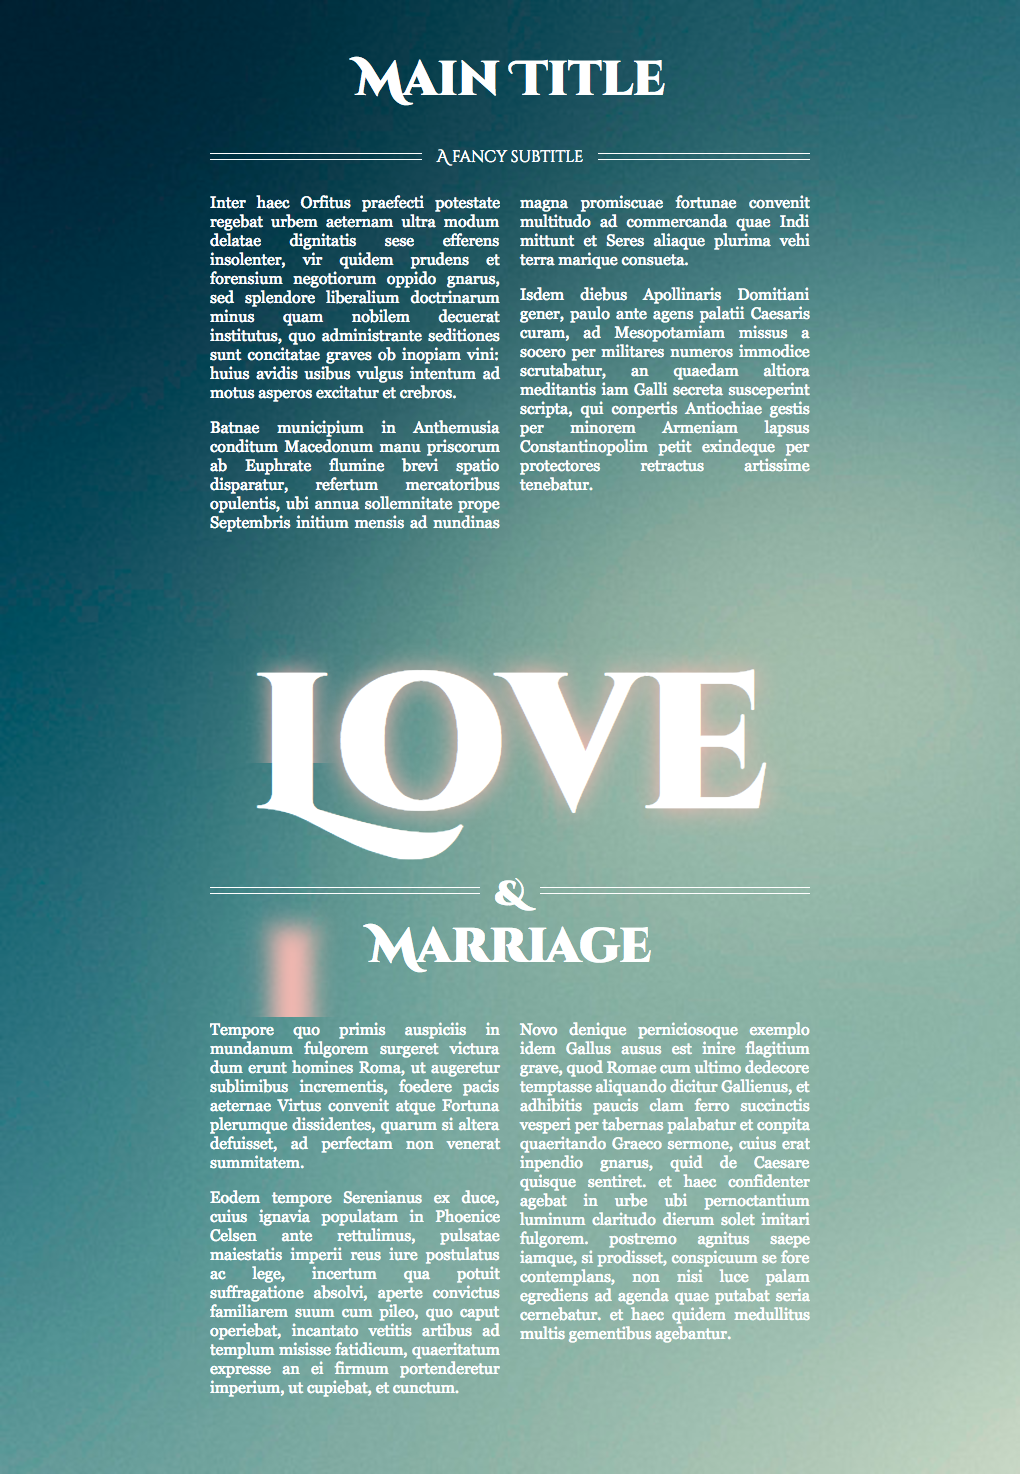 Main Title
A fancy subtitle
Inter haec Orfitus praefecti potestate
regebat urbem aeternam ultra modum
delatae dignitatis sese efferens
insolenter, vir quidem prudens et
forensium negotiorum oppido gnarus,
sed splendore liberalium doctrinarum
minus quam nobilem decuerat
institutus, quo administrante seditiones
sunt concitatae graves ob inopiam vini:
huius avidis usibus vulgus intentum ad
motus asperos excitatur et crebros.
Batnae municipium in Anthemusia
conditum Macedonum manu priscorum
ab Euphrate flumine brevi spatio
disparatur, refertum mercatoribus
opulentis, ubi annua sollemnitate prope
Septembris initium mensis ad nundinas
magna promiscuae fortunae convenit
multitudo ad commercanda quae Indi
mittunt et Seres aliaque plurima vehi
terra marique consueta.
Isdem diebus Apollinaris Domitiani
gener, paulo ante agens palatii Caesaris
curam, ad Mesopotamiam missus a
socero per militares numeros immodice
scrutabatur, an quaedam altiora
meditantis iam Galli secreta susceperint
scripta, qui conpertis Antiochiae gestis
per minorem Armeniam lapsus
Constantinopolim petit exindeque per
protectores retractus artissime
tenebatur.
Love
&
Marriage
Tempore quo primis auspiciis in
mundanum fulgorem surgeret victura
dum erunt homines Roma, ut augeretur
sublimibus incrementis, foedere pacis
aeternae Virtus convenit atque Fortuna
plerumque dissidentes, quarum si altera
defuisset, ad perfectam non venerat
summitatem.
Eodem tempore Serenianus ex duce,
cuius ignavia populatam in Phoenice
Celsen ante rettulimus, pulsatae
maiestatis imperii reus iure postulatus
ac lege, incertum qua potuit
suffragatione absolvi, aperte convictus
familiarem suum cum pileo, quo caput
operiebat, incantato vetitis artibus ad
templum misisse fatidicum, quaeritatum
expresse an ei firmum portenderetur
imperium, ut cupiebat, et cunctum.
Novo denique perniciosoque exemplo
idem Gallus ausus est inire flagitium
grave, quod Romae cum ultimo dedecore
temptasse aliquando dicitur Gallienus, et
adhibitis paucis clam ferro succinctis
vesperi per tabernas palabatur et conpita
quaeritando Graeco sermone, cuius erat
inpendio gnarus, quid de Caesare
quisque sentiret. et haec confidenter
agebat in urbe ubi pernoctantium
luminum claritudo dierum solet imitari
fulgorem. postremo agnitus saepe
iamque, si prodisset, conspicuum se fore
contemplans, non nisi luce palam
egrediens ad agenda quae putabat seria
cernebatur. et haec quidem medullitus
multis gementibus agebantur.